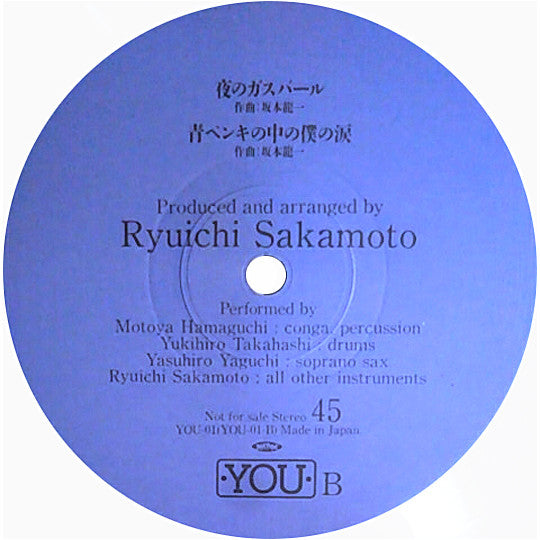 夜のガスパール
作曲:坂本龍一
青ペンキの中の僕の涙
作曲:坂本龍一
Produced and arranged by
Ryuichi Sakamoto
Performed by
Motoya Hamaguchi : conga, percussion
Yukihiro Takahashi : drums
Yasuhiro Yaguchi : soprano sax
Ryuichi Sakamoto : all other instruments
Not for sale Stereo 45
YOU-01(YOU-01-B) Made in Japan.
·YOU· B